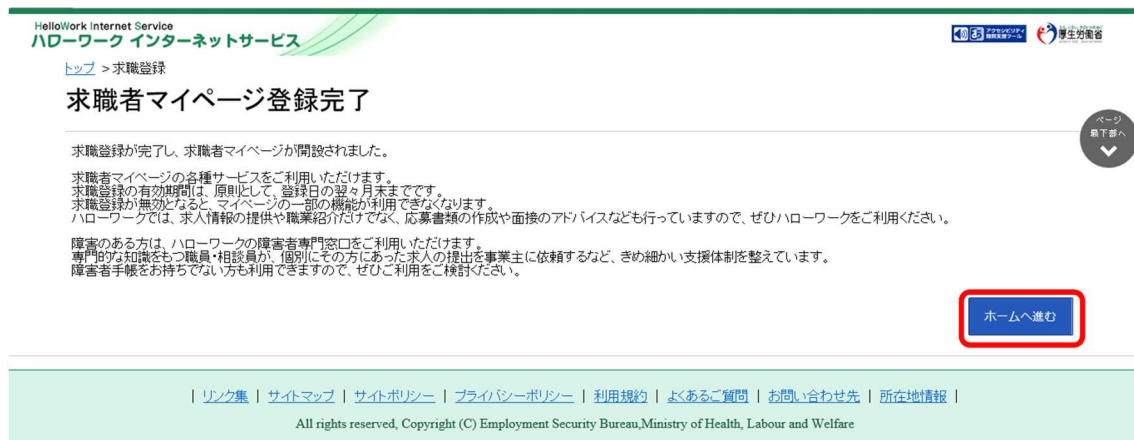 HelloWork Internet Service
ハローワーク インターネットサービス
厚生労働省
トップ > 求職登録
求職者マイページ登録完了
ページ
最下部へ
求職登録が完了し、求職者マイページが開設されました。
求職者マイページの各種サービスをご利用いただけます。
求職登録の有効期間は、原則として、登録日の翌々月末までです。
求職登録が無効となると、マイページの一部の機能が利用できなくなります。
ハローワークでは、求人情報の提供や職業紹介だけでなく、応募書類の作成や面接のアドバイスなども行っていますので、ぜひハローワークをご利用ください。
障害のある方は、ハローワークの障害者専門窓口をご利用いただけます。
専門的な知識をもつ職員・相談員が、個別にその方にあった求人の提出を事業主に依頼するなど、きめ細かい支援体制を整えています。
障害者手帳をお持ちでない方も利用できますので、ぜひご利用をご検討ください。
ホームへ進む
| リンク集 | サイトマップ | サイトポリシー | プライバシーポリシー | 利用規約 | よくあるご質問 | お問い合わせ先 | 所在地情報 |
All rights reserved, Copyright (C) Employment Security Bureau,Ministry of Health, Labour and Welfare